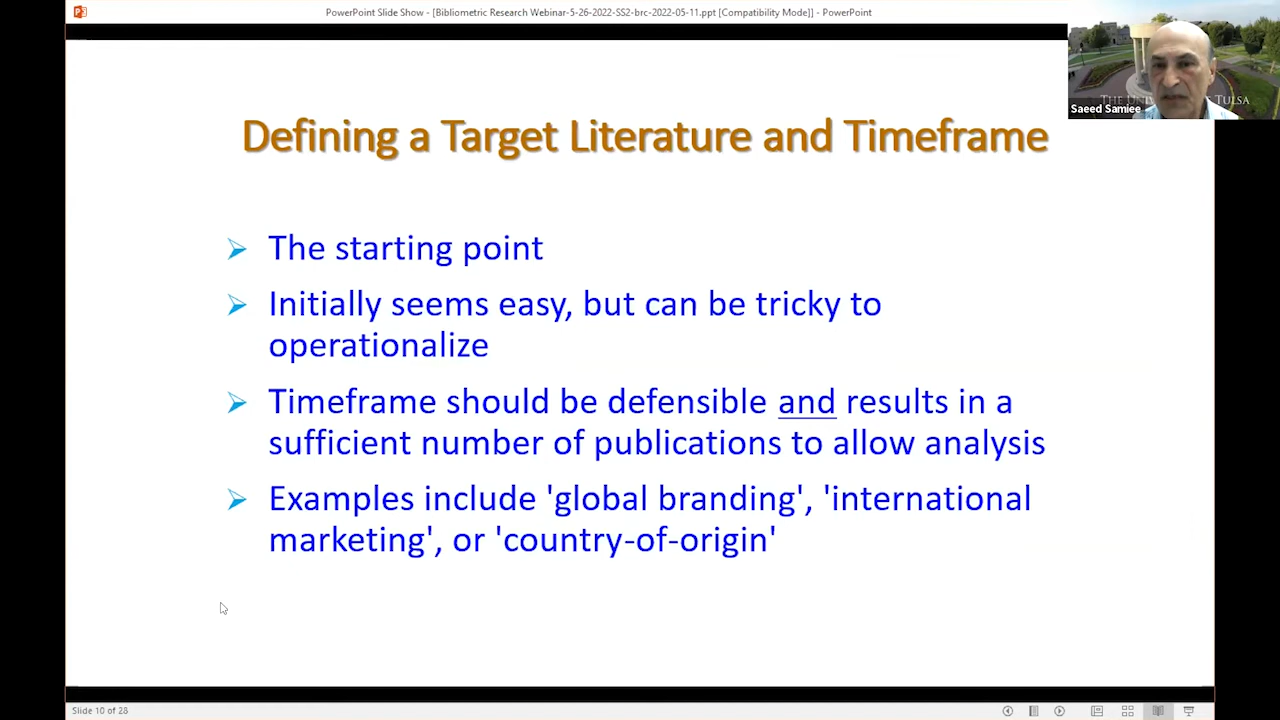 PowerPoint Slide Show - [Bibliometric Research Webinar-5-26-2022-SS2-brc-2022-05-11.ppt [Compatibility Mode]] - PowerPoint
Saeed Samiee
Defining a Target Literature and Timeframe
The starting point
Initially seems easy, but can be tricky to
operationalize
Timeframe should be defensible and results in a
sufficient number of publications to allow analysis
Examples include 'global branding', 'international
marketing', or 'country-of-origin'
Slide 10 of 28